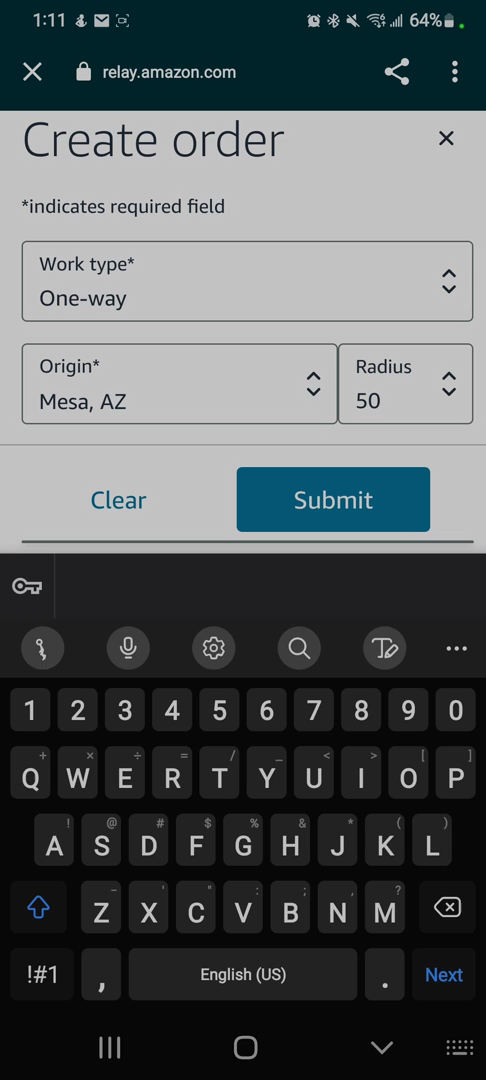 1:11 64%
relay.amazon.com
Create order
*indicates required field
Work type*
One-way
Origin* Radius
Mesa, AZ 50
Clear Submit
1 2 3 4 5 6 7 8 9 0
+ × ÷ = / _ < > [ ]
Q W E R T Y U I O P
! @ # $ % ^ & * ( )
A S D F G H J K L
- ' " : ; , ?
Z X C V B N M
!#1 , English (US) . Next